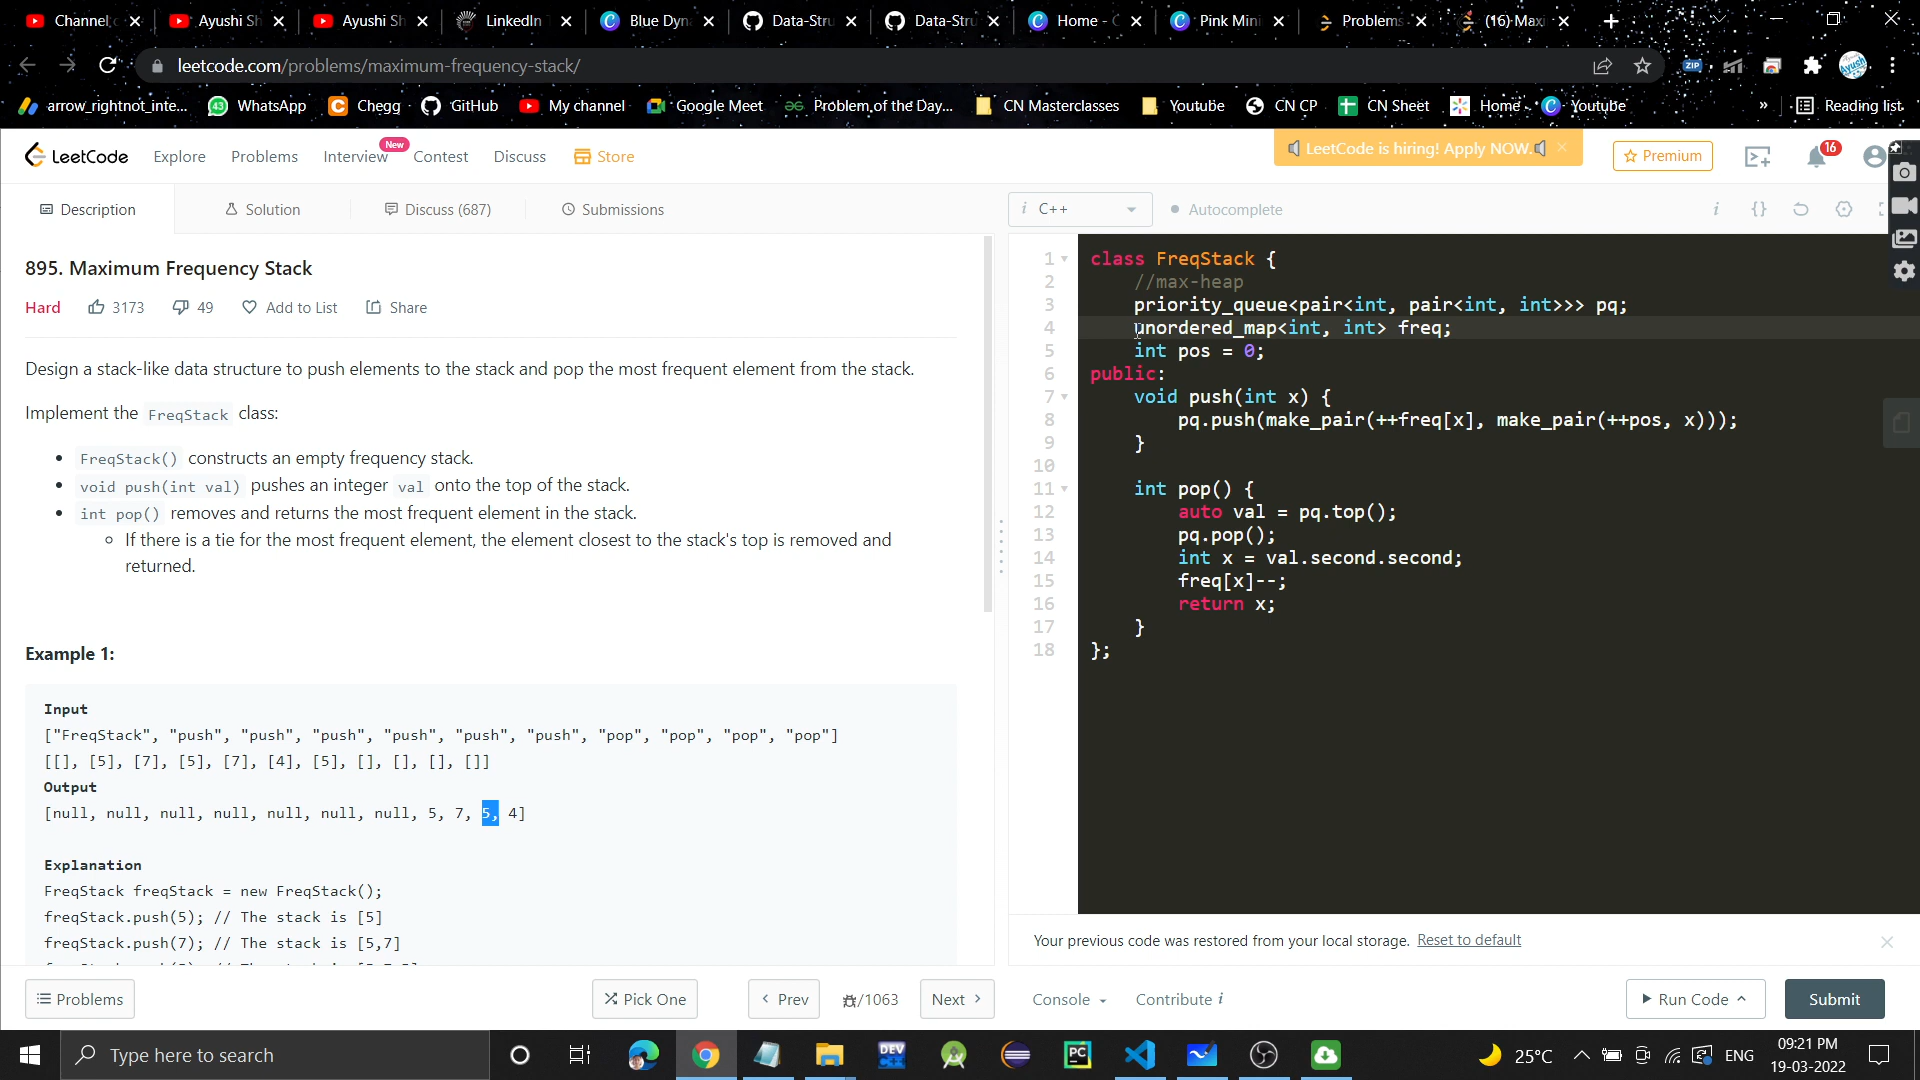 Channel
Ayushi Sh
Ayushi Sh
LinkedIn
Blue Dyn
Data-Stru
Data-Stru
Home - C
Pink Mini
Problems
(16) Maxi
leetcode.com/problems/maximum-frequency-stack/
arrow_rightnot_inte...
WhatsApp
Chegg
GitHub
My channel
Google Meet
Problem of the Day...
CN Masterclasses
Youtube
CN CP
CN Sheet
Home
Youtube
»
Reading list
LeetCode
Explore
Problems
Interview
New
Contest
Discuss
Store
LeetCode is hiring! Apply NOW.
Premium
16
Description
Solution
Discuss (687)
Submissions
i C++
Autocomplete
895. Maximum Frequency Stack
Hard 3173 49 Add to List Share
Design a stack-like data structure to push elements to the stack and pop the most frequent element from the stack.
Implement the FreqStack class:
• FreqStack() constructs an empty frequency stack.
• void push(int val) pushes an integer val onto the top of the stack.
• int pop() removes and returns the most frequent element in the stack.
If there is a tie for the most frequent element, the element closest to the stack's top is removed and
returned.
Example 1:
Input
["FreqStack", "push", "push", "push", "push", "push", "push", "pop", "pop", "pop", "pop"]
[[], [5], [7], [5], [7], [4], [5], [], [], [], []]
Output
[null, null, null, null, null, null, null, 5, 7, 5, 4]
Explanation
FreqStack freqStack = new FreqStack();
freqStack.push(5); // The stack is [5]
freqStack.push(7); // The stack is [5,7]
1 class FreqStack {
2 //max-heap
3 priority_queue<pair<int, pair<int, int>>> pq;
4 unordered_map<int, int> freq;
5 int pos = 0;
6 public:
7 void push(int x) {
8 pq.push(make_pair(++freq[x], make_pair(++pos, x)));
9 }
10
11 int pop() {
12 auto val = pq.top();
13 pq.pop();
14 int x = val.second.second;
15 freq[x]--;
16 return x;
17 }
18 };
Your previous code was restored from your local storage. Reset to default
Problems
Pick One
Prev
/1063
Next
Console
Contribute i
Run Code
Submit
Type here to search
25°C
ENG
09:21 PM
19-03-2022